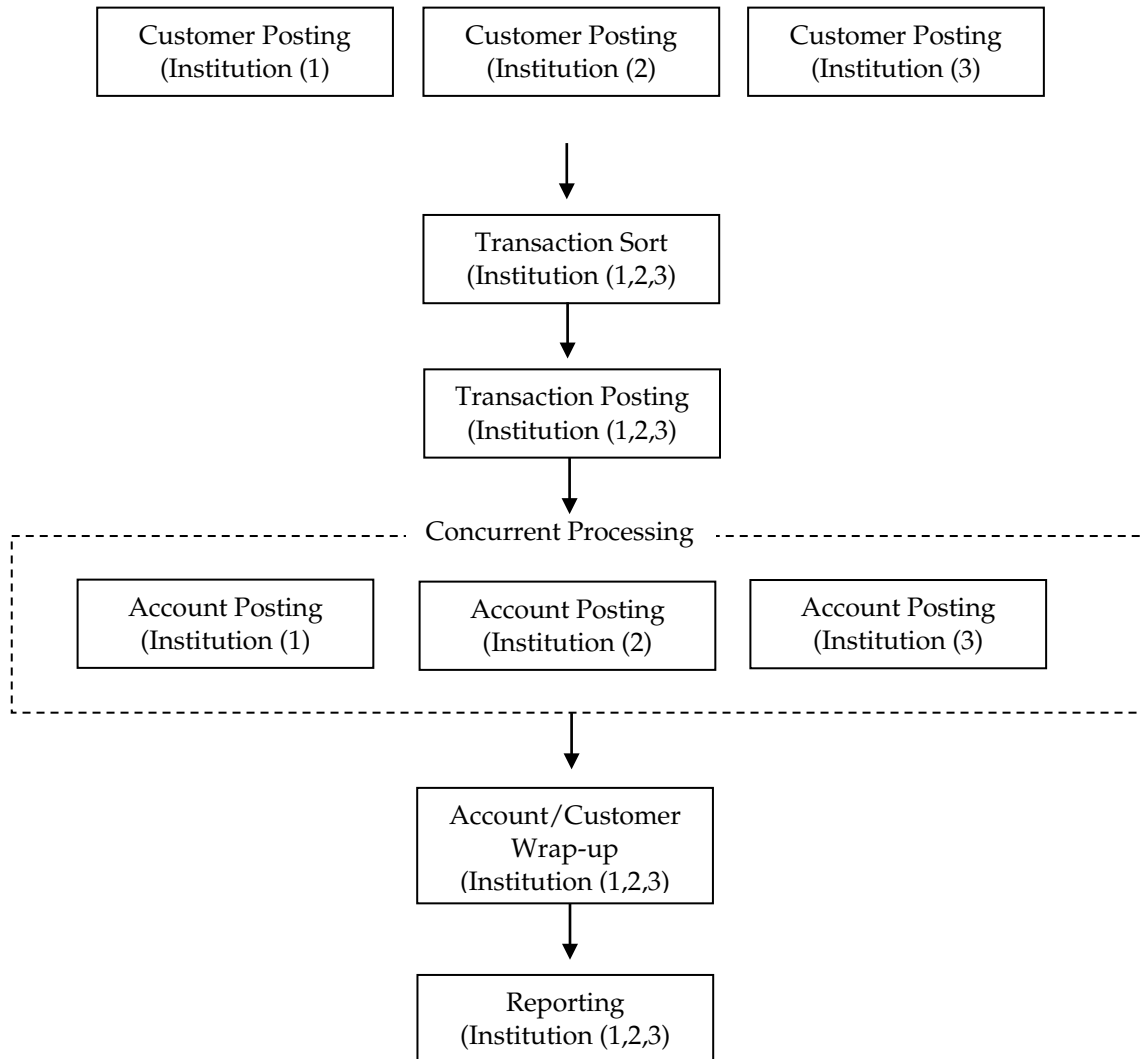 Customer Posting
(Institution (1)
Customer Posting
(Institution (2)
Customer Posting
(Institution (3)
Transaction Sort
(Institution (1,2,3)
Transaction Posting
(Institution (1,2,3)
Concurrent Processing
Account Posting
(Institution (1)
Account Posting
(Institution (2)
Account Posting
(Institution (3)
Account/Customer
Wrap-up
(Institution (1,2,3)
Reporting
(Institution (1,2,3)